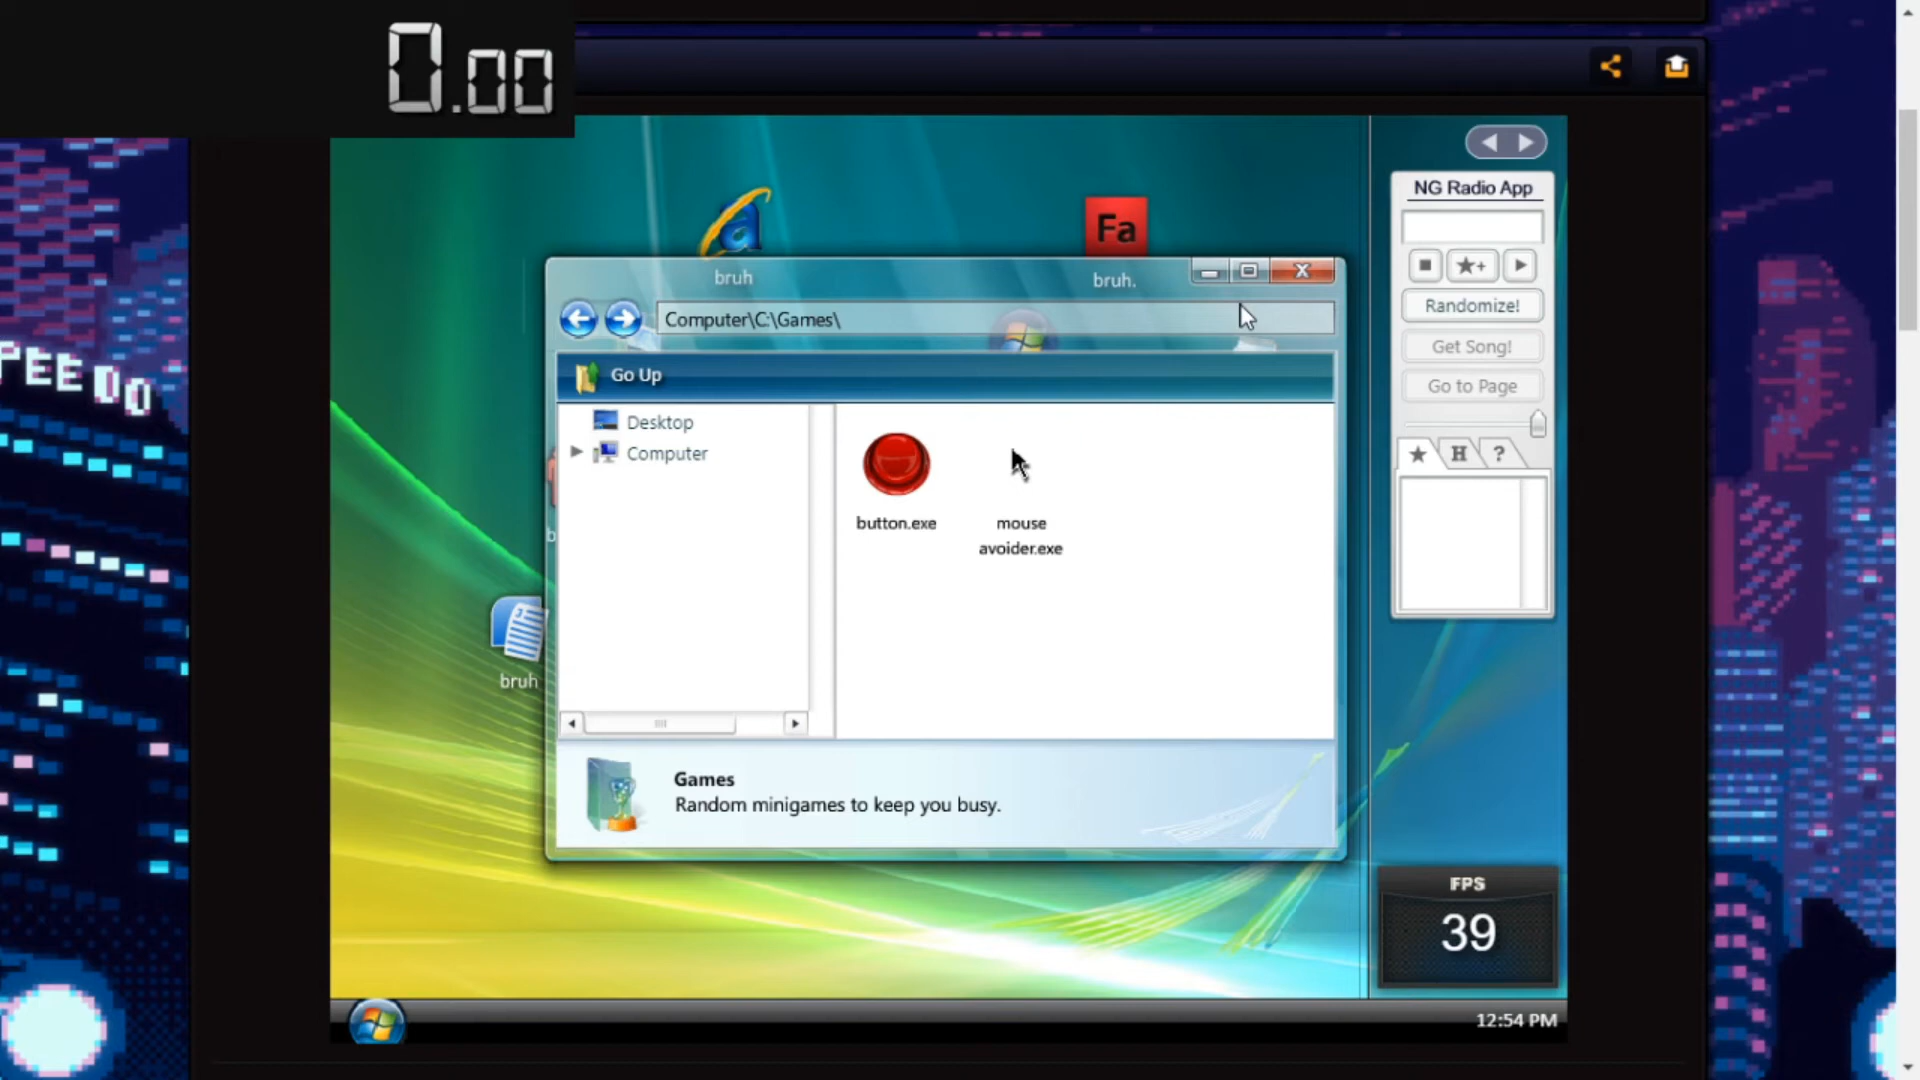 0.00
NG Radio App
Fa
bruh
bruh.
Randomize!
Computer\C:\Games\
Get Song!
Go Up
Go to Page
Desktop
Computer
H ?
button.exe
mouse
avoider.exe
bruh
Games
Random minigames to keep you busy.
FPS
39
12:54 PM